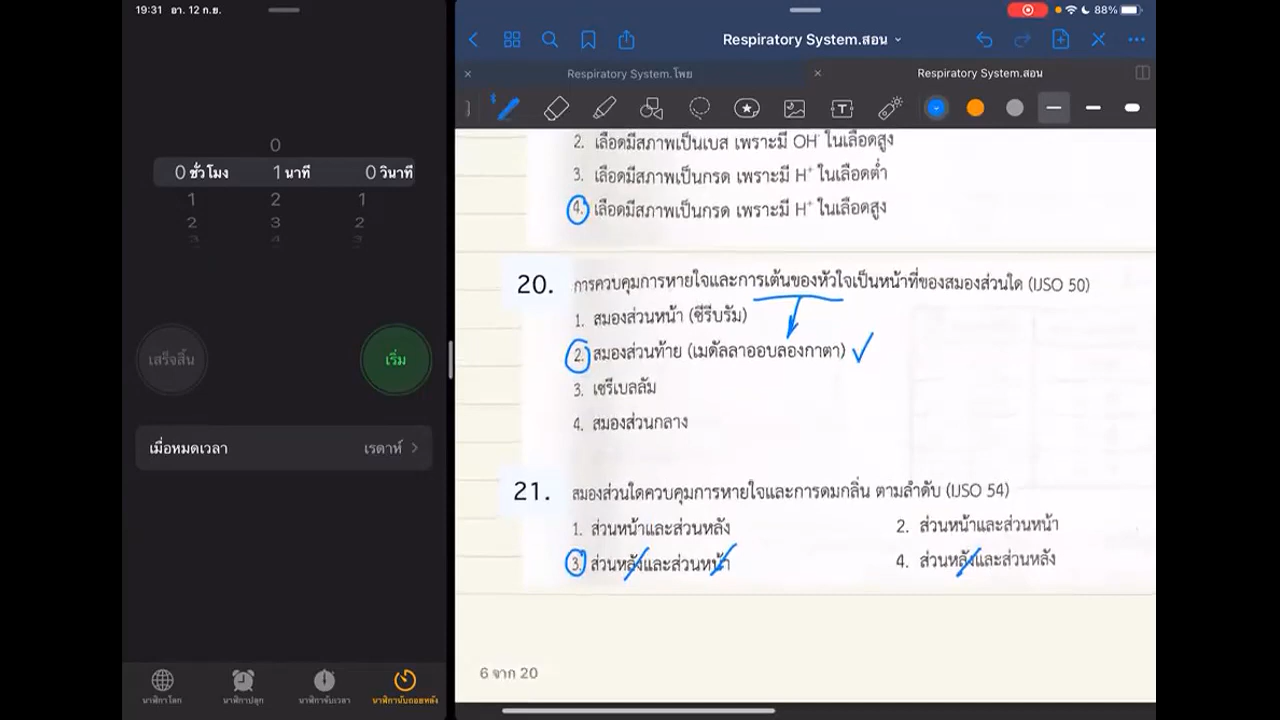 19:31 อา. 12 ก.ย.
0
0 ชั่วโมง 1 นาที 0 วินาที
1 2 1
2 3 2
3 4 3
เสร็จสิ้น เริ่ม
เมื่อหมดเวลา เรดาห์
นาฬิกาโลก นาฬิกาปลุก นาฬิกาจับเวลา นาฬิกานับถอยหลัง
88%
Respiratory System.สอน
Respiratory System.โพย
Respiratory System.สอน
2. เลือดมีสภาพเป็นเบส เพราะมี OH⁻ ในเลือดสูง
3. เลือดมีสภาพเป็นกรด เพราะมี H⁺ ในเลือดต่ำ
4. เลือดมีสภาพเป็นกรด เพราะมี H⁺ ในเลือดสูง
20. การควบคุมการหายใจและการเต้นของหัวใจเป็นหน้าที่ของสมองส่วนใด (IJSO 50)
1. สมองส่วนหน้า (ซีรีบรัม)
2. สมองส่วนท้าย (เมดัลลาออบลองกาตา)
3. เซรีเบลลัม
4. สมองส่วนกลาง
21. สมองส่วนใดควบคุมการหายใจและการดมกลิ่น ตามลำดับ (IJSO 54)
1. ส่วนหน้าและส่วนหลัง 2. ส่วนหน้าและส่วนหน้า
3. ส่วนหลังและส่วนหน้า 4. ส่วนหลังและส่วนหลัง
6 จาก 20